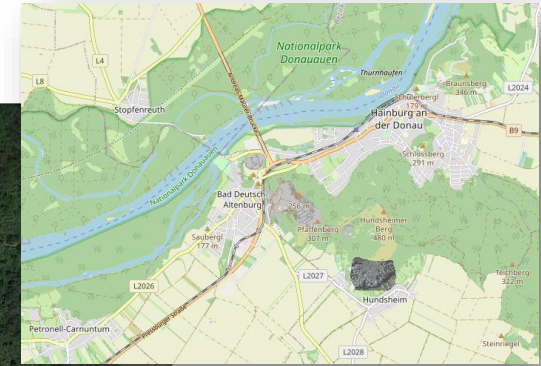 Nationalpark
Donauauen
L4
L8
Thurnhaufen
Stopfenreuth
Braunsberg
346 m
L2024
179 m
Hainburg an
der Donau
B9
Schlossberg
291 m
Nationalpark Donauauen
Bad Deutsch-
Altenburg
256 m
Pfaffenberg
307 m
Hundsheimer
Berg
480 m
Saubergl
177 m
Teichberg
322 m
L2027
L2026
Hundsheim
Petronell-Carnuntum
Pressburger Straße
Steinriegel
L2028